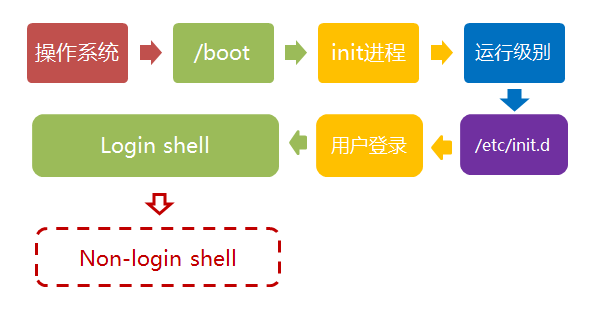 操作系统
/boot
init进程
运行级别
/etc/init.d
用户登录
Login shell
Non-login shell